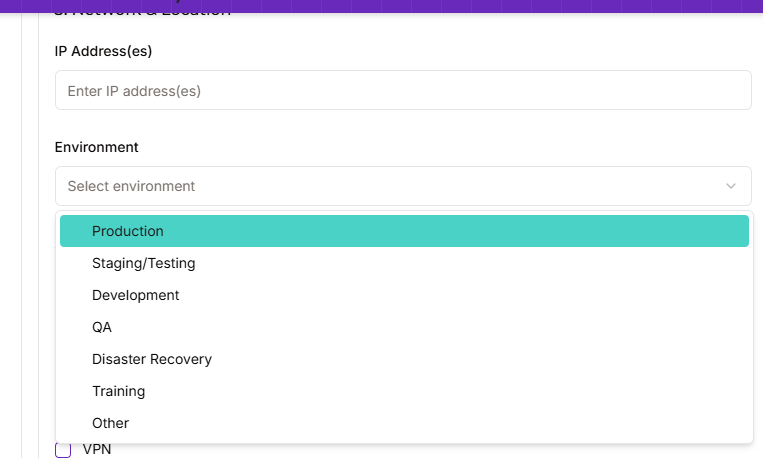 Network & Location
IP Address(es)
Enter IP address(es)
Environment
Select environment
Production
Staging/Testing
Development
QA
Disaster Recovery
Training
Other
VPN